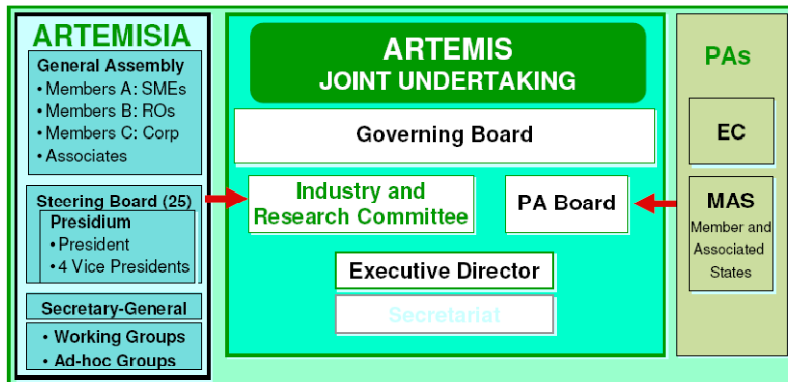 ARTEMISIA
General Assembly
• Members A: SMEs
• Members B: ROs
• Members C: Corp
• Associates
Steering Board (25)
Presidium
• President
• 4 Vice Presidents
Secretary-General
• Working Groups
• Ad-hoc Groups
ARTEMIS
JOINT UNDERTAKING
Governing Board
Industry and
Research Committee
PA Board
Executive Director
Secretariat
PAs
EC
MAS
Member and
Associated
States